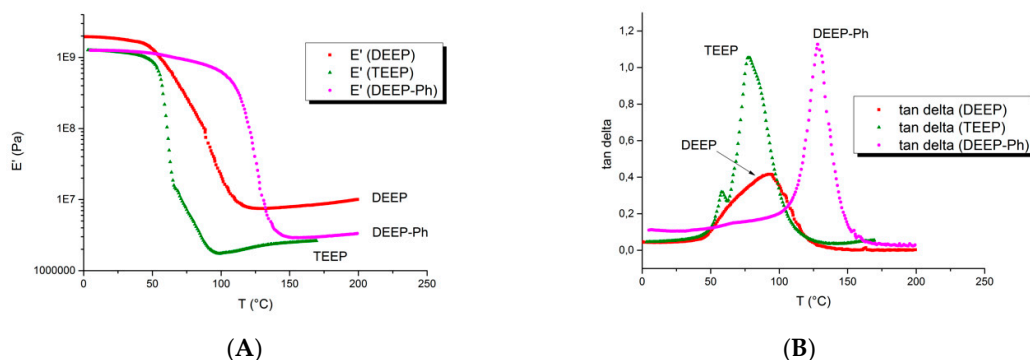 1E9
1E8
1E7
1000000
E' (Pa)
E' (DEEP)
E' (TEEP)
E' (DEEP-Ph)
DEEP
DEEP-Ph
TEEP
0 50 100 150 200 250
T (°C)
(A)
1,2
1,0
0,8
0,6
0,4
0,2
0,0
tan delta
DEEP-Ph
TEEP
DEEP
tan delta (DEEP)
tan delta (TEEP)
tan delta (DEEP-Ph)
0 50 100 150 200 250
T (°C)
(B)